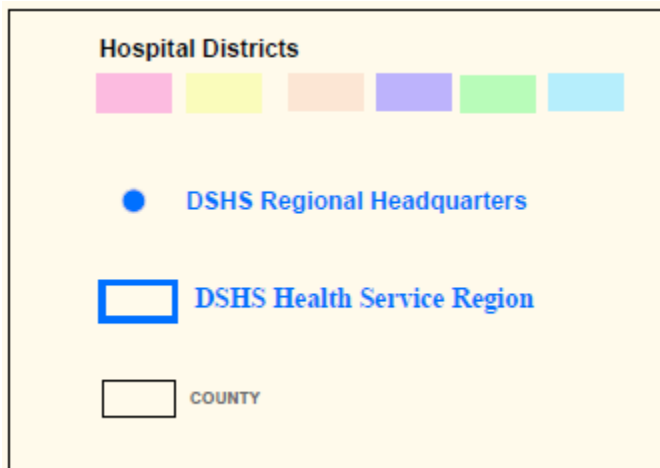 Hospital Districts
DSHS Regional Headquarters
DSHS Health Service Region
COUNTY